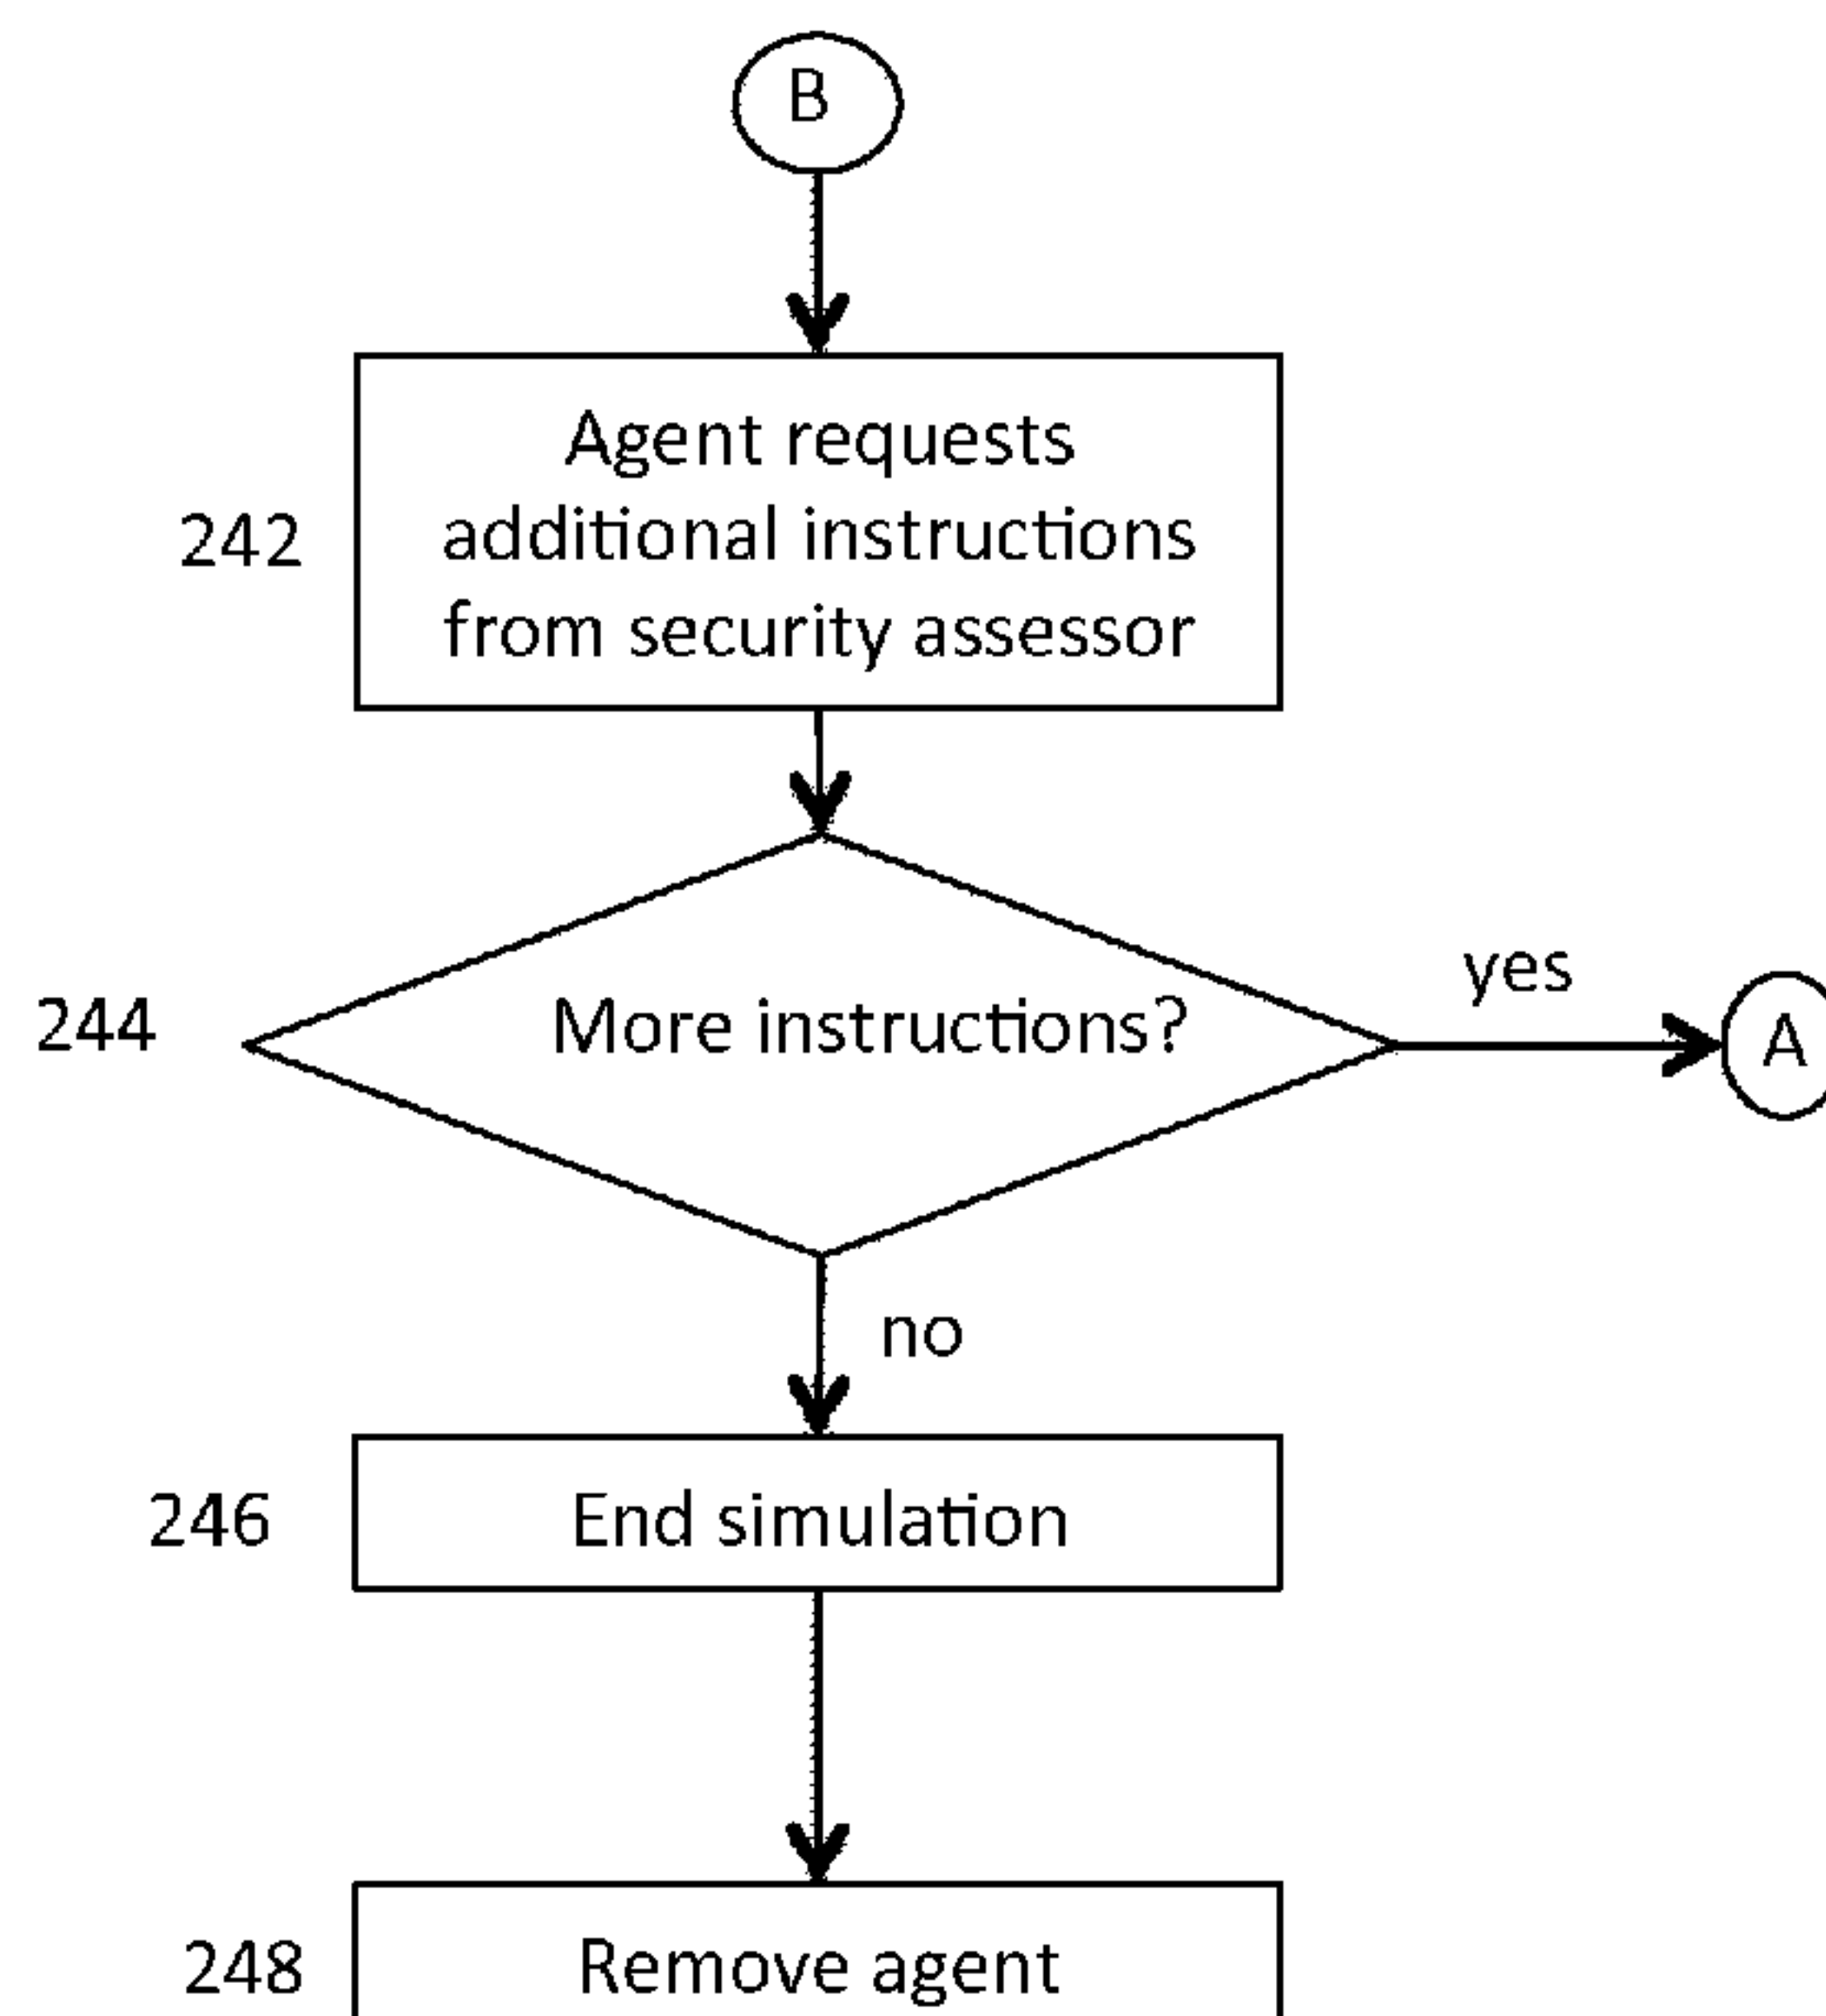 B
Agent requests
242
additional instructions
from security assessor
yes
244
More instructions?
A
no
246
End simulation
248
Remove agent